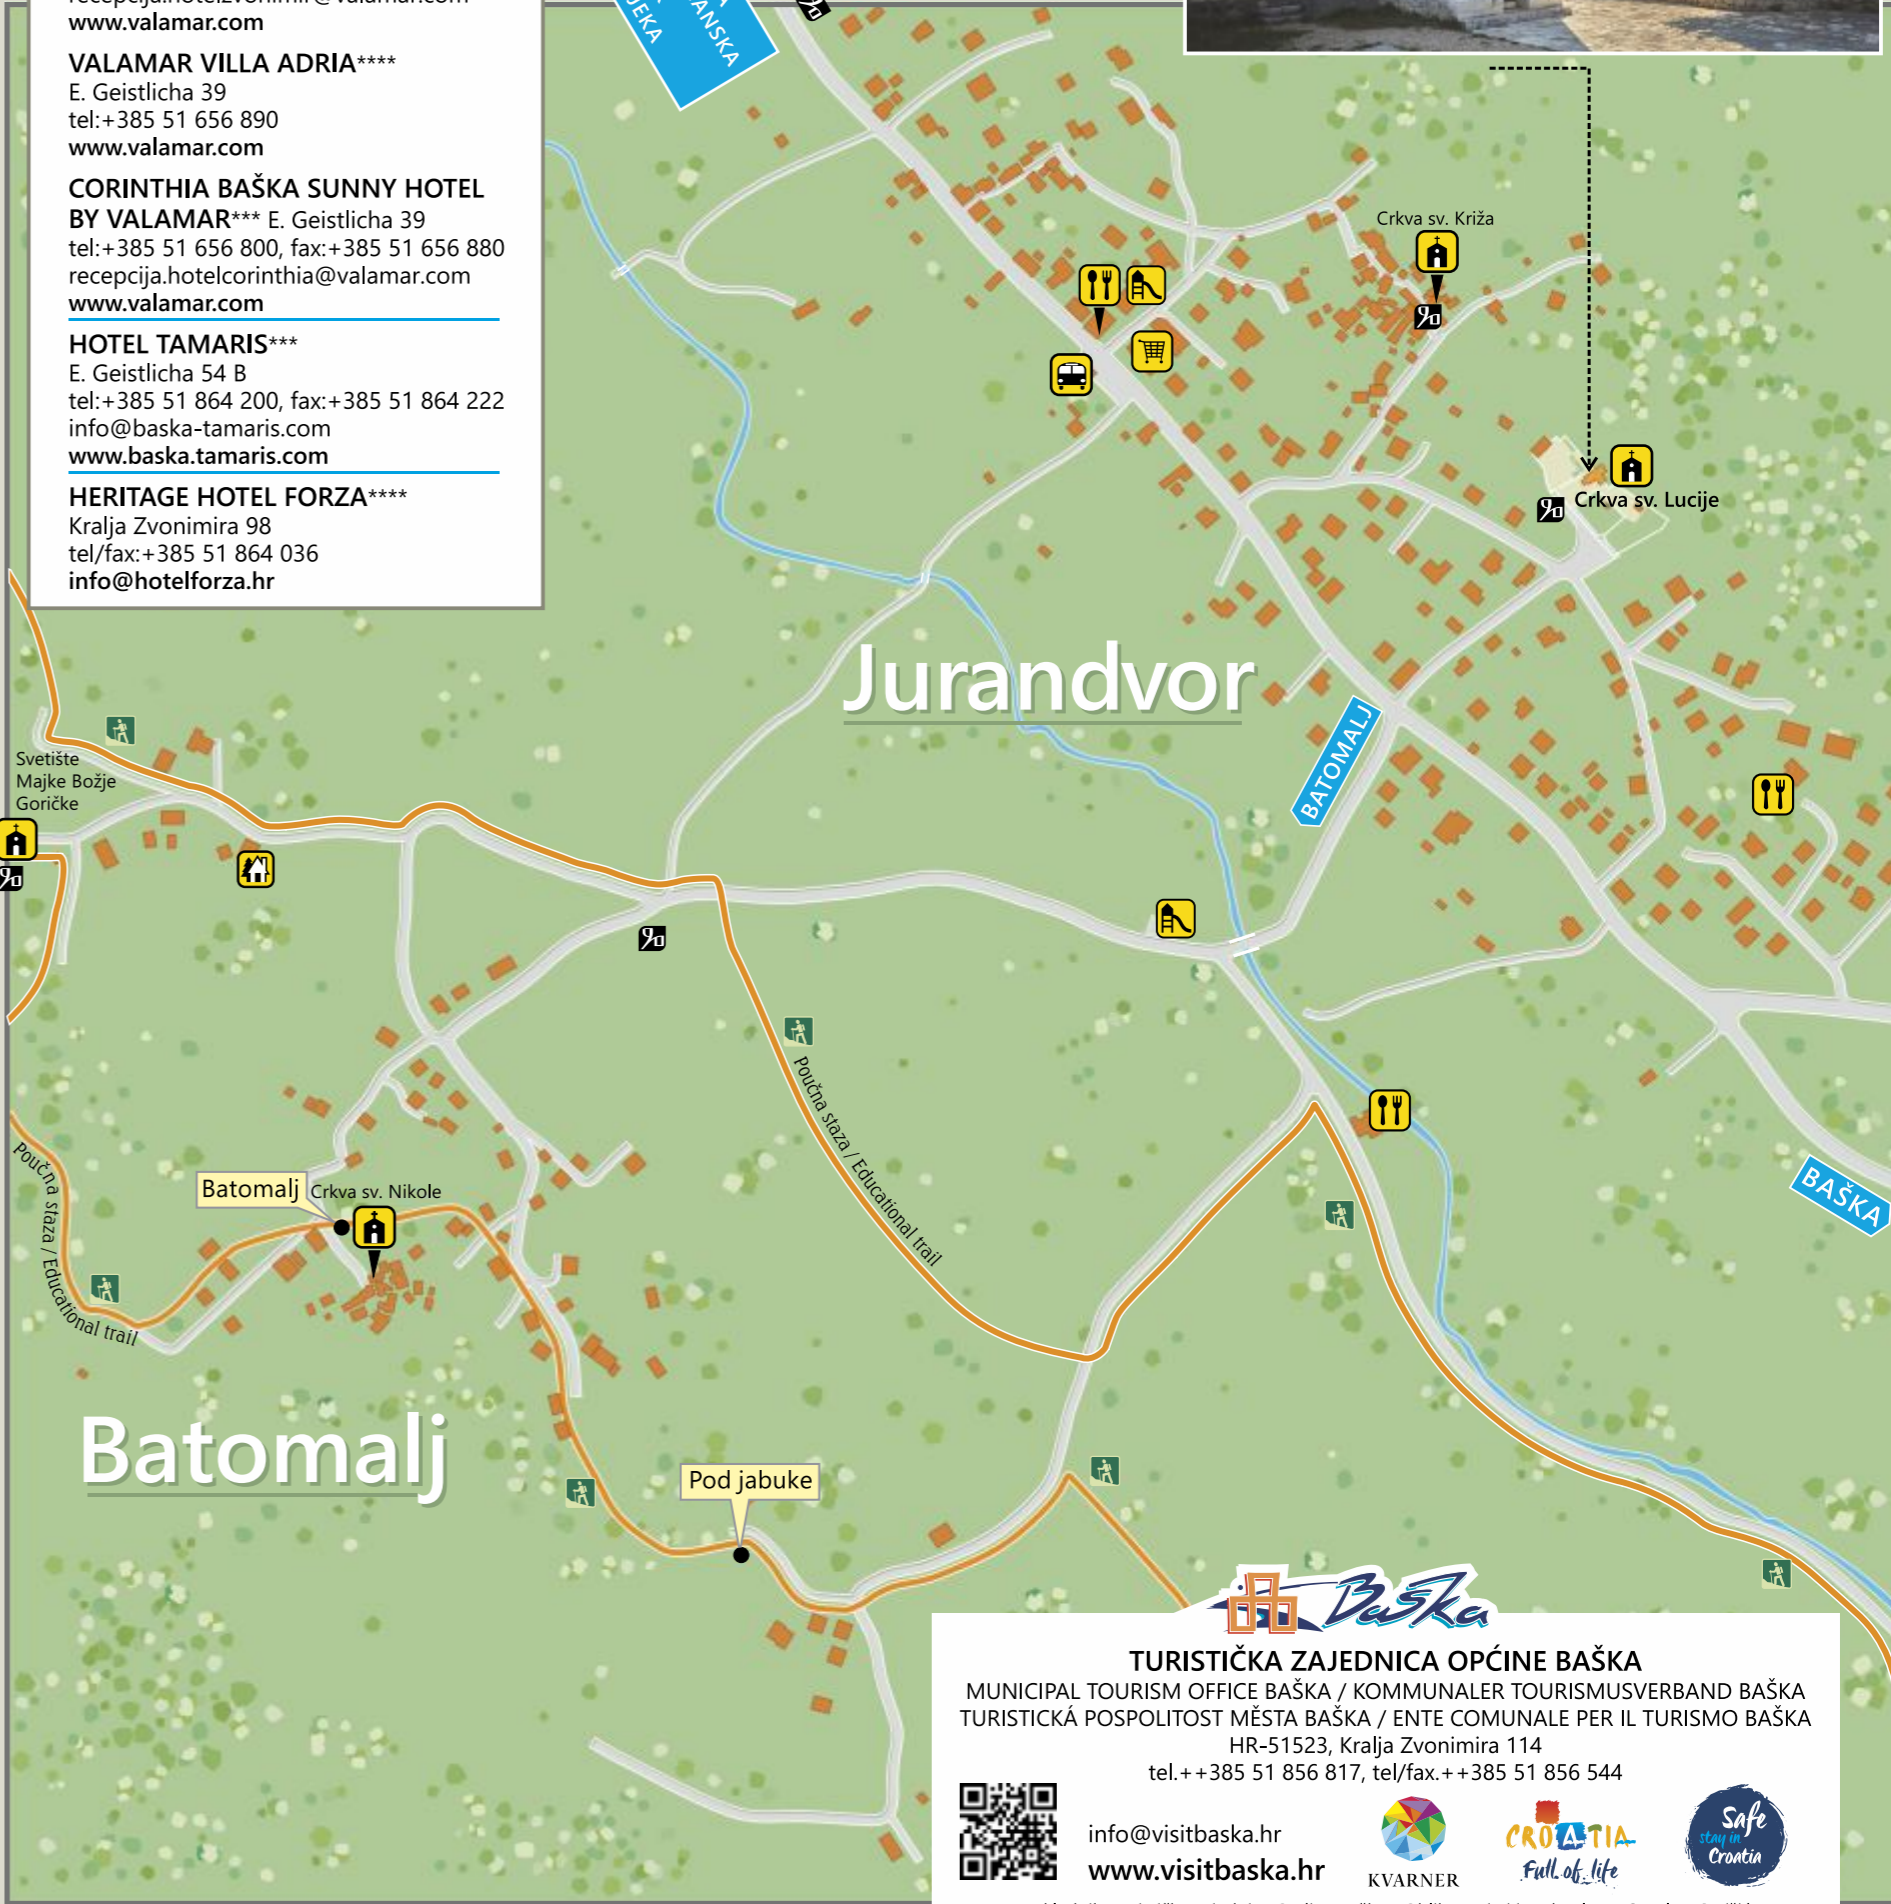 www.valamar.com
VALAMAR VILLA ADRIA****
E. Geistlicha 39
tel:+385 51 656 890
www.valamar.com
CORINTHIA BAŠKA SUNNY HOTEL
BY VALAMAR*** E. Geistlicha 39
tel:+385 51 656 800, fax:+385 51 656 880
recepcija.hotelcorinthia@valamar.com
www.valamar.com
HOTEL TAMARIS***
E. Geistlicha 54 B
tel:+385 51 864 200, fax:+385 51 864 222
info@baska-tamaris.com
www.baska.tamaris.com
HERITAGE HOTEL FORZA****
Kralja Zvonimira 98
tel/fax:+385 51 864 036
info@hotelforza.hr
Crkva sv. Križa
Crkva sv. Lucije
Jurandvor
BATOMALJ
Svetište
Majke Božje
Goričke
Poučna staza / Educational trail
Poučna staza / Educational trail
Batomalj
Crkva sv. Nikole
BAŠKA
Batomalj
Pod jabuke
Baška
TURISTIČKA ZAJEDNICA OPĆINE BAŠKA
MUNICIPAL TOURISM OFFICE BAŠKA / KOMMUNALER TOURISMUSVERBAND BAŠKA
TURISTICKÁ POSPOLITOST MĚSTA BAŠKA / ENTE COMUNALE PER IL TURISMO BAŠKA
HR-51523, Kralja Zvonimira 114
tel.++385 51 856 817, tel/fax.++385 51 856 544
info@visitbaska.hr
www.visitbaska.hr
KVARNER
CROATIA
Full of life
Safe
stay in
Croatia